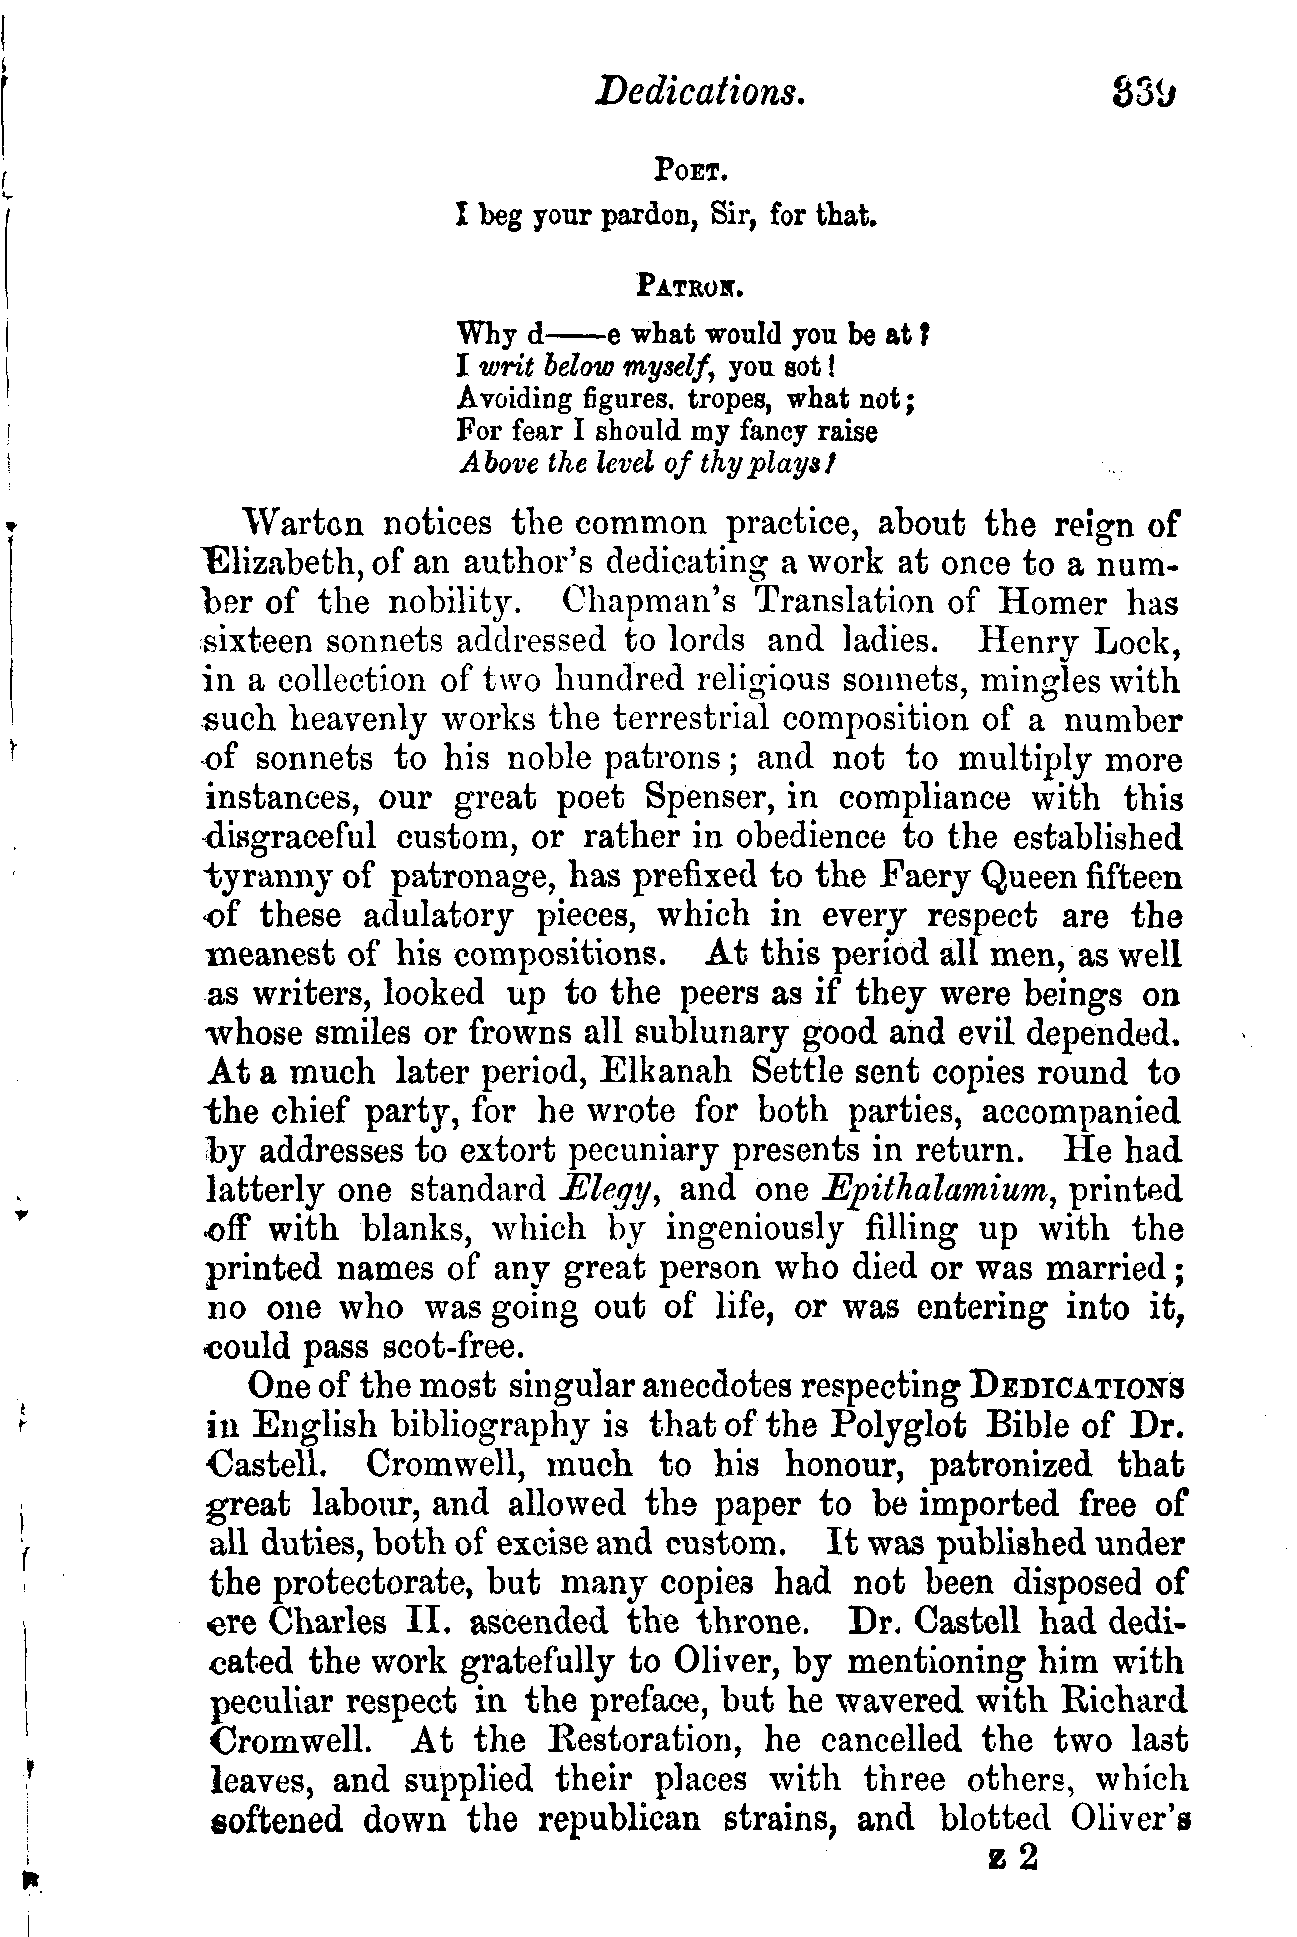 Dedications. 339
POET.
I beg your pardon, Sir, for that.
PATRON.
Why d——e what would you be at?
I writ below myself, you sot!
Avoiding figures, tropes, what not;
For fear I should my fancy raise
Above the level of thy plays!
Warton notices the common practice, about the reign of
Elizabeth, of an author's dedicating a work at once to a num-
ber of the nobility. Chapman's Translation of Homer has
sixteen sonnets addressed to lords and ladies. Henry Lock,
in a collection of two hundred religious sonnets, mingles with
such heavenly works the terrestrial composition of a number
of sonnets to his noble patrons; and not to multiply more
instances, our great poet Spenser, in compliance with this
disgraceful custom, or rather in obedience to the established
tyranny of patronage, has prefixed to the Faery Queen fifteen
of these adulatory pieces, which in every respect are the
meanest of his compositions. At this period all men, as well
as writers, looked up to the peers as if they were beings on
whose smiles or frowns all sublunary good and evil depended.
At a much later period, Elkanah Settle sent copies round to
the chief party, for he wrote for both parties, accompanied
by addresses to extort pecuniary presents in return. He had
latterly one standard Elegy, and one Epithalamium, printed
off with blanks, which by ingeniously filling up with the
printed names of any great person who died or was married;
no one who was going out of life, or was entering into it,
could pass scot-free.
One of the most singular anecdotes respecting DEDICATIONS
in English bibliography is that of the Polyglot Bible of Dr.
Castell. Cromwell, much to his honour, patronized that
great labour, and allowed the paper to be imported free of
all duties, both of excise and custom. It was published under
the protectorate, but many copies had not been disposed of
ere Charles II. ascended the throne. Dr. Castell had dedi-
cated the work gratefully to Oliver, by mentioning him with
peculiar respect in the preface, but he wavered with Richard
Cromwell. At the Restoration, he cancelled the two last
leaves, and supplied their places with three others, which
softened down the republican strains, and blotted Oliver's
Z 2